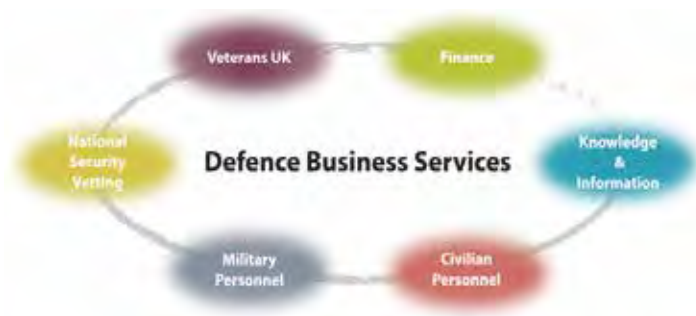 Veterans UK
Finance
National
Security
Vetting
Defence Business Services
Knowledge
&
Information
Military
Personnel
Civilian
Personnel